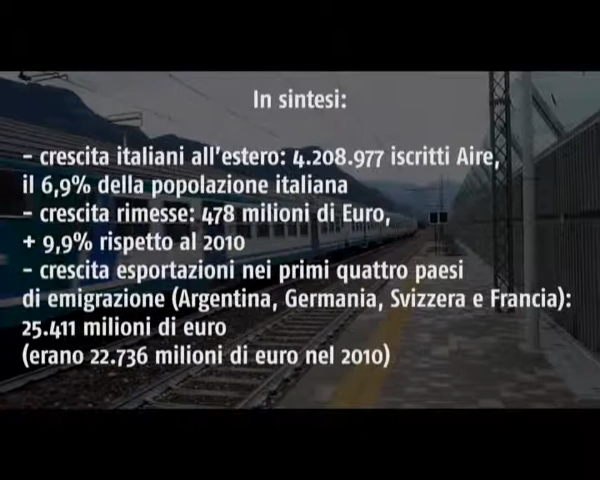 In sintesi:
- crescita italiani all'estero: 4.208.977 iscritti Aire,
il 6,9% della popolazione italiana
- crescita rimesse: 478 milioni di Euro,
+ 9,9% rispetto al 2010
- crescita esportazioni nei primi quattro paesi
di emigrazione (Argentina, Germania, Svizzera e Francia):
25.411 milioni di euro
(erano 22.736 milioni di euro nel 2010)